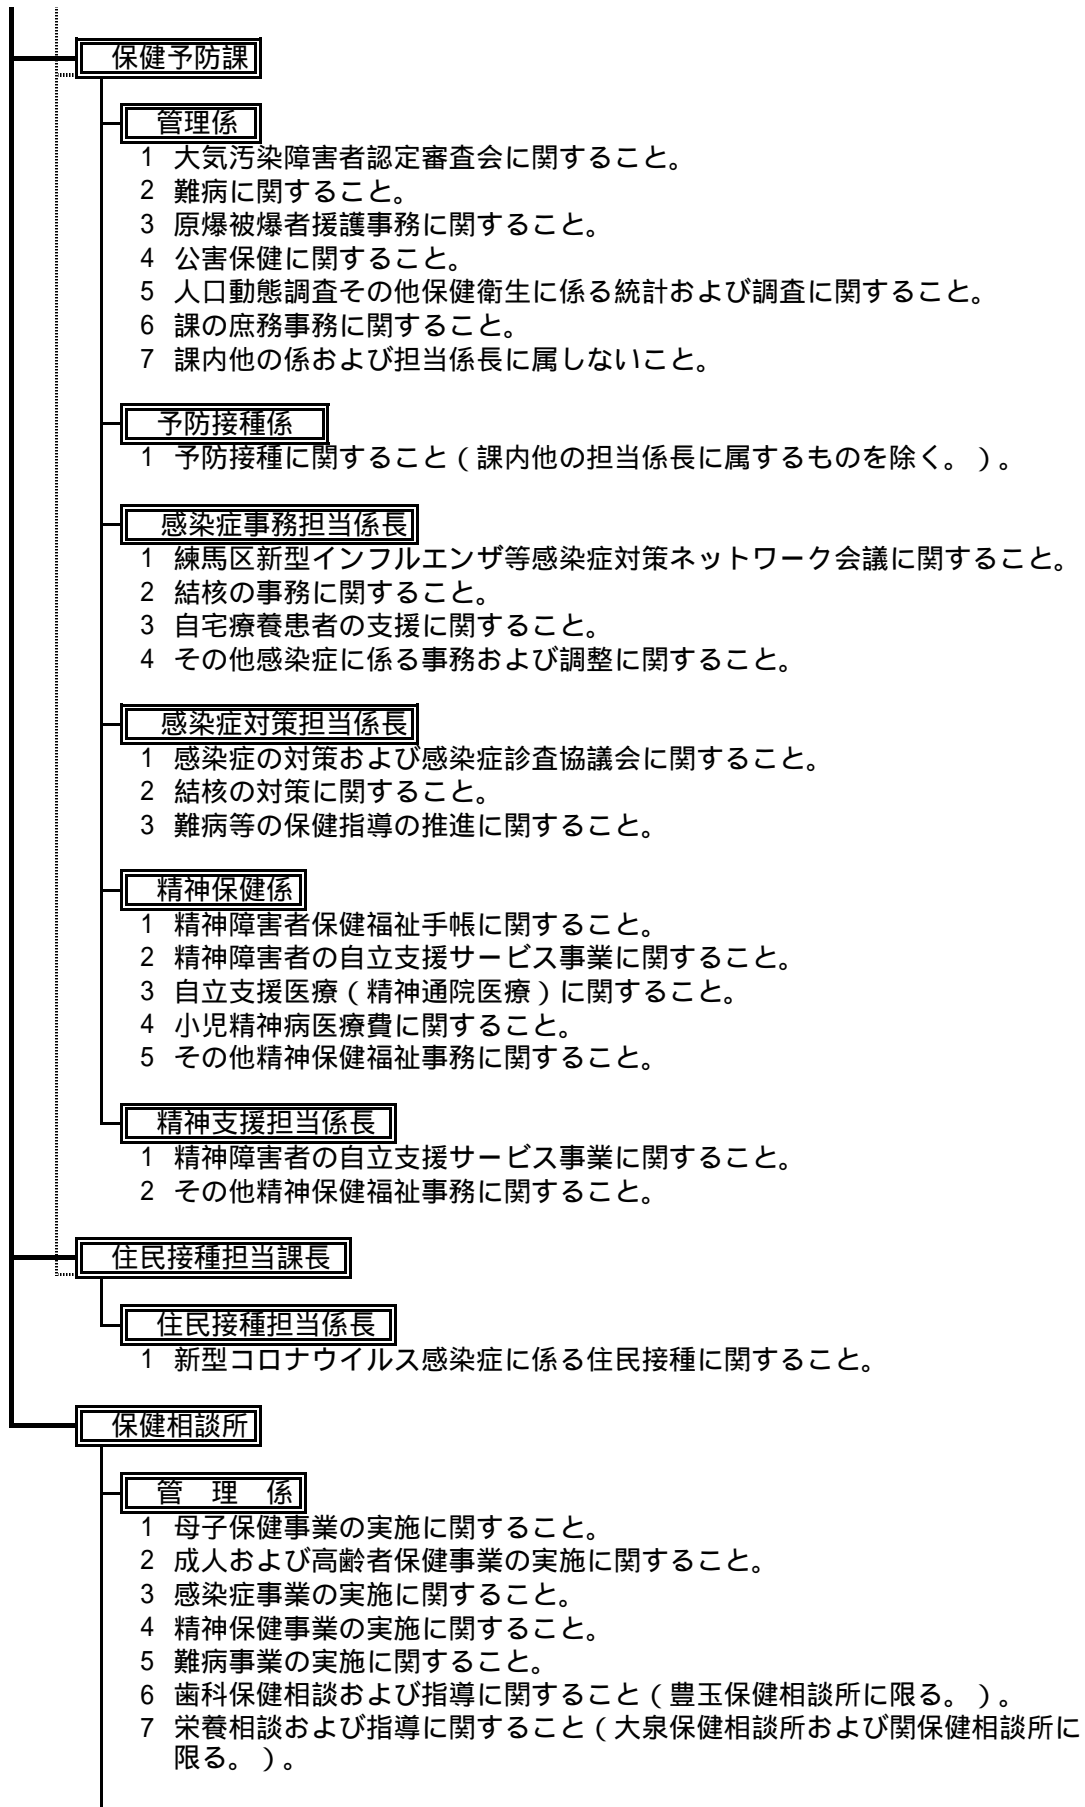 保健予防課
管理係
1 大気汚染障害者認定審査会に関すること。
2 難病に関すること。
3 原爆被爆者援護事務に関すること。
4 公害保健に関すること。
5 人口動態調査その他保健衛生に係る統計および調査に関すること。
6 課の庶務事務に関すること。
7 課内他の係および担当係長に属しないこと。
予防接種係
1 予防接種に関すること（課内他の担当係長に属するものを除く。）。
感染症事務担当係長
1 練馬区新型インフルエンザ等感染症対策ネットワーク会議に関すること。
2 結核の事務に関すること。
3 自宅療養患者の支援に関すること。
4 その他感染症に係る事務および調整に関すること。
感染症対策担当係長
1 感染症の対策および感染症診査協議会に関すること。
2 結核の対策に関すること。
3 難病等の保健指導の推進に関すること。
精神保健係
1 精神障害者保健福祉手帳に関すること。
2 精神障害者の自立支援サービス事業に関すること。
3 自立支援医療（精神通院医療）に関すること。
4 小児精神病医療費に関すること。
5 その他精神保健福祉事務に関すること。
精神支援担当係長
1 精神障害者の自立支援サービス事業に関すること。
2 その他精神保健福祉事務に関すること。
住民接種担当課長
住民接種担当係長
1 新型コロナウイルス感染症に係る住民接種に関すること。
保健相談所
管　理　係
1 母子保健事業の実施に関すること。
2 成人および高齢者保健事業の実施に関すること。
3 感染症事業の実施に関すること。
4 精神保健事業の実施に関すること。
5 難病事業の実施に関すること。
6 歯科保健相談および指導に関すること（豊玉保健相談所に限る。）。
7 栄養相談および指導に関すること（大泉保健相談所および関保健相談所に
限る。）。